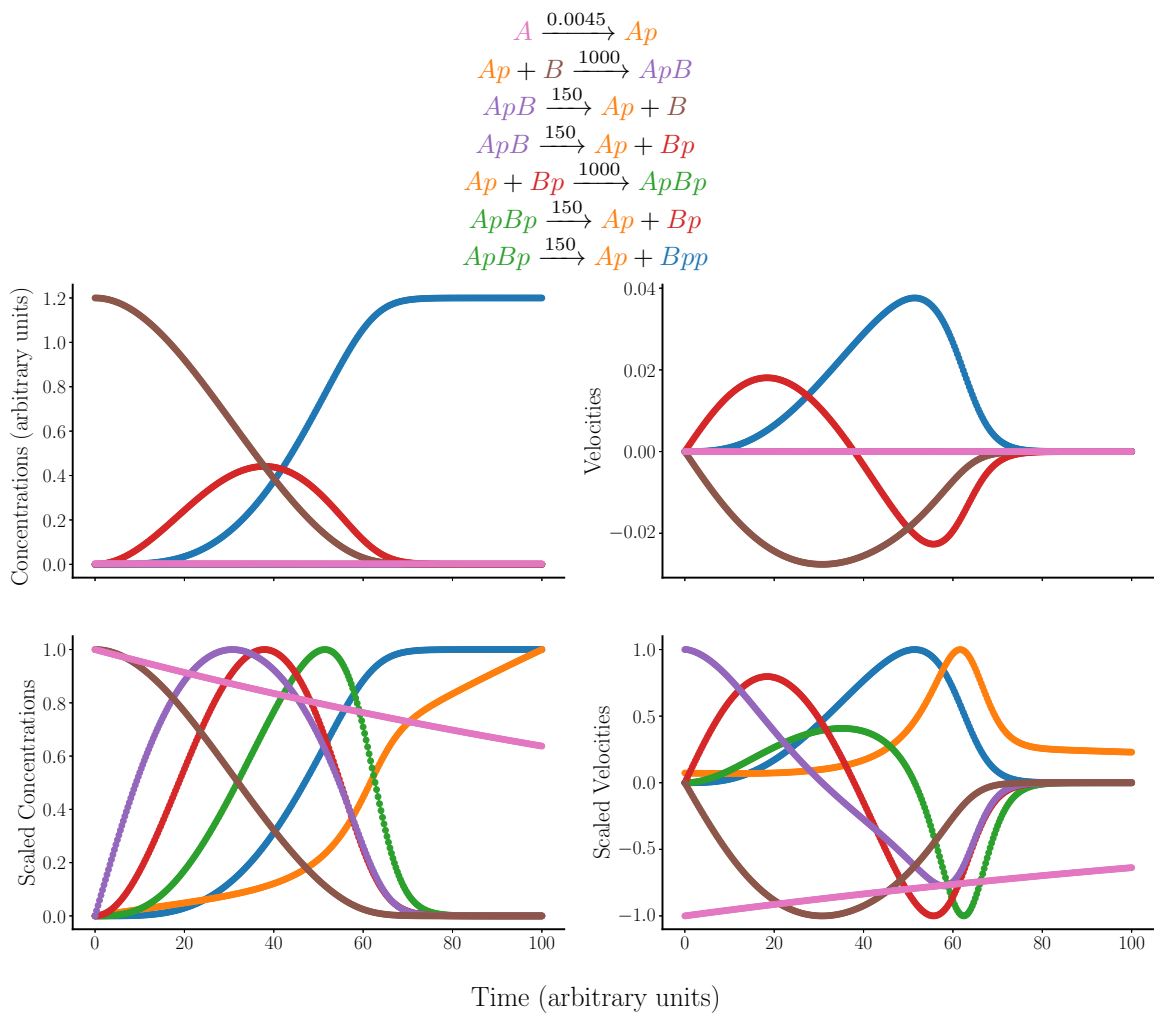 A 0.0045⟶ Ap
Ap + B 1000⟶ ApB
ApB 150⟶ Ap + B
ApB 150⟶ Ap + Bp
Ap + Bp 1000⟶ ApBp
ApBp 150⟶ Ap + Bp
ApBp 150⟶ Ap + Bpp
Concentrations (arbitrary units)
1.2
1.0
0.8
0.6
0.4
0.2
0.0
Velocities
0.04
0.02
0.00
−0.02
Scaled Concentrations
1.0
0.8
0.6
0.4
0.2
0.0
0 20 40 60 80 100
Scaled Velocities
1.0
0.5
0.0
−0.5
−1.0
0 20 40 60 80 100
Time (arbitrary units)